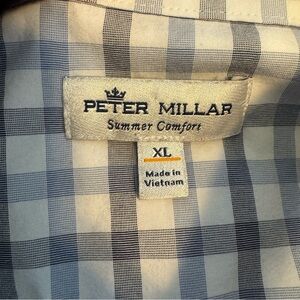 PETER MILLAR
Summer Comfort
XL
Made in
Vietnam